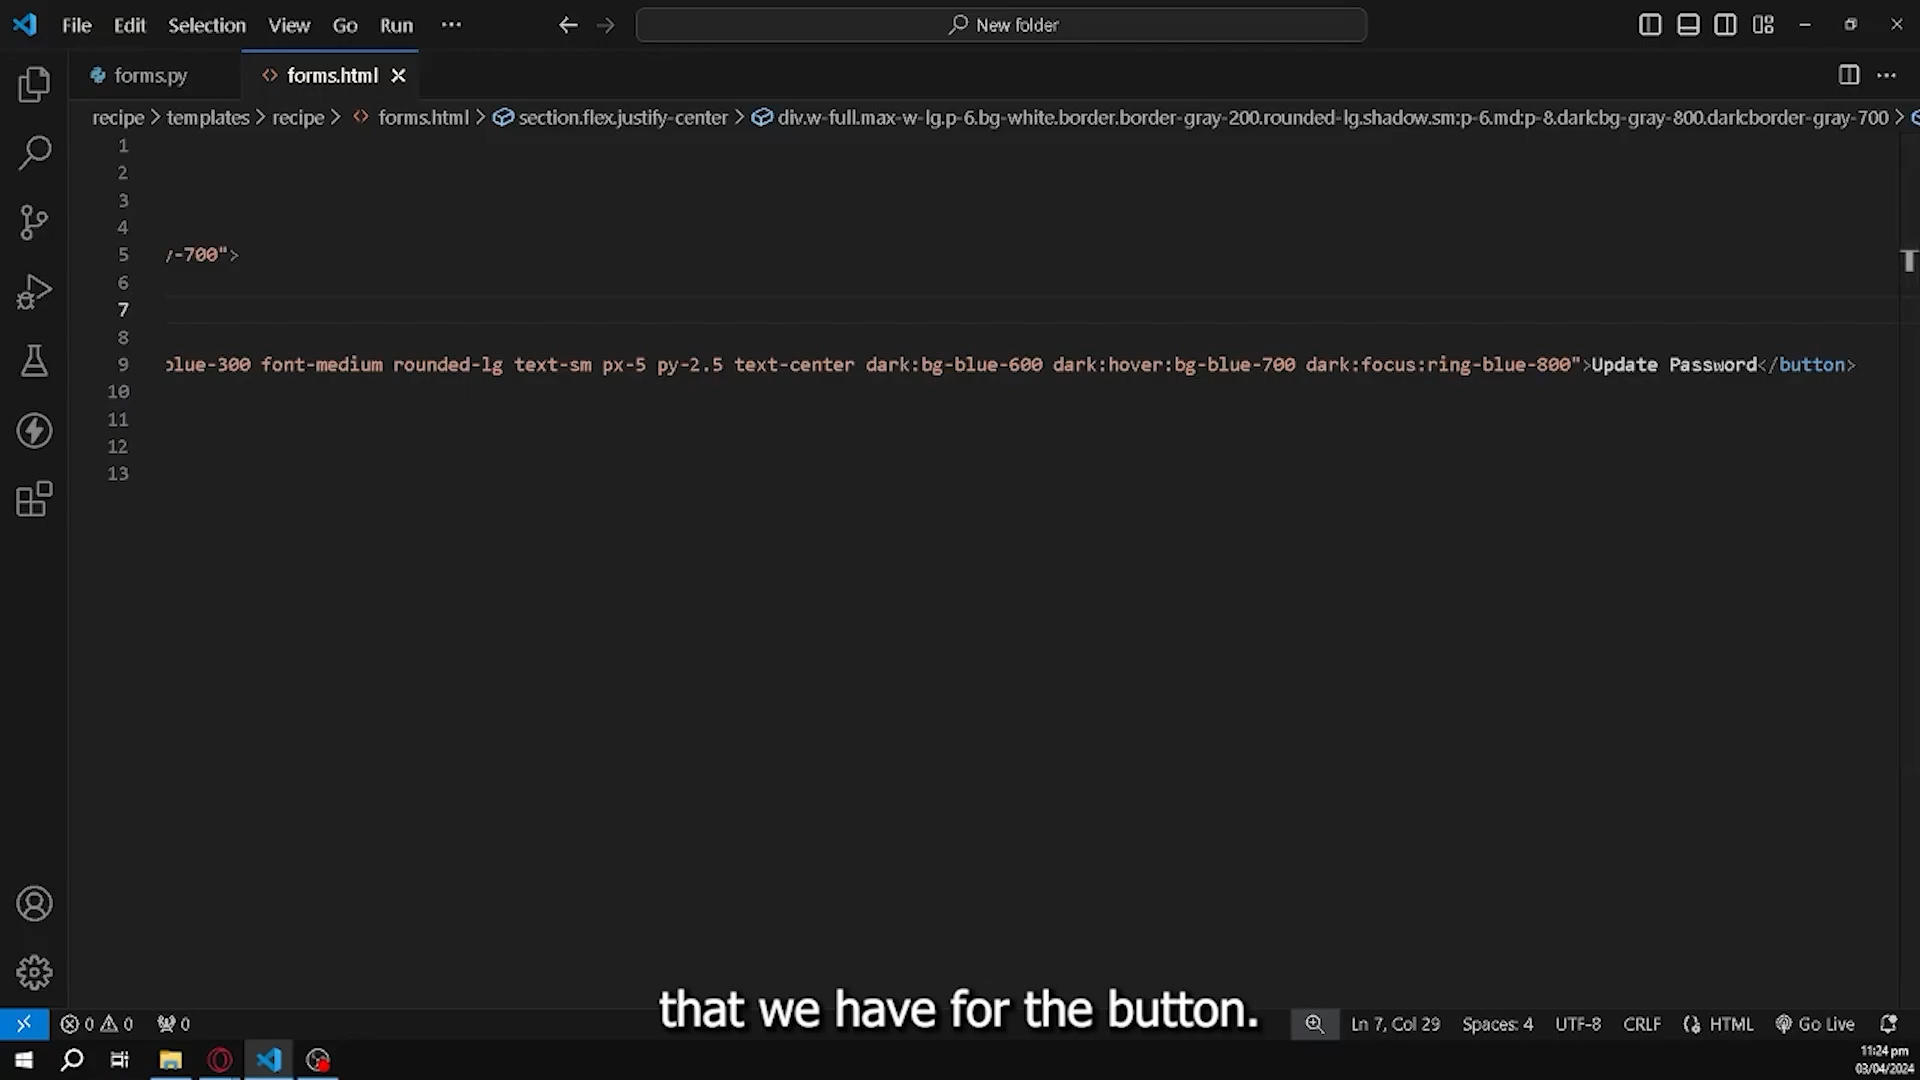 File Edit Selection View Go Run ··· New folder
forms.py forms.html
recipe > templates > recipe > forms.html > section.flex.justify-center > div.w-full.max-w-lg.p-6.bg-white.border.border-gray-200.rounded-lg.shadow.sm:p-6.md:p-8.dark:bg-gray-800.dark:border-gray-700 >
1
2
3
4
5 /-700">
6
7
8
9 blue-300 font-medium rounded-lg text-sm px-5 py-2.5 text-center dark:bg-blue-600 dark:hover:bg-blue-700 dark:focus:ring-blue-800">Update Password</button>
10
11
12
13
that we have for the button.
0 0 0 Ln 7, Col 29 Spaces: 4 UTF-8 CRLF HTML Go Live
11:24 pm
03/04/2024